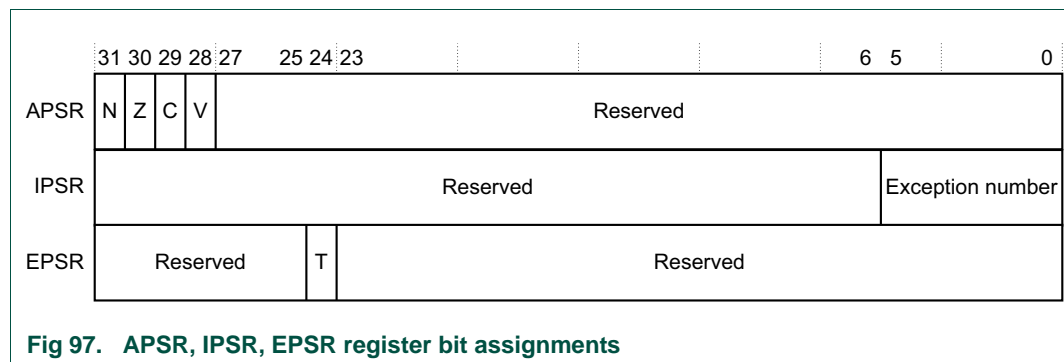 31 30 29 28 27 25 24 23 6 5 0
APSR N Z C V Reserved
IPSR Reserved Exception number
EPSR Reserved T Reserved
Fig 97. APSR, IPSR, EPSR register bit assignments